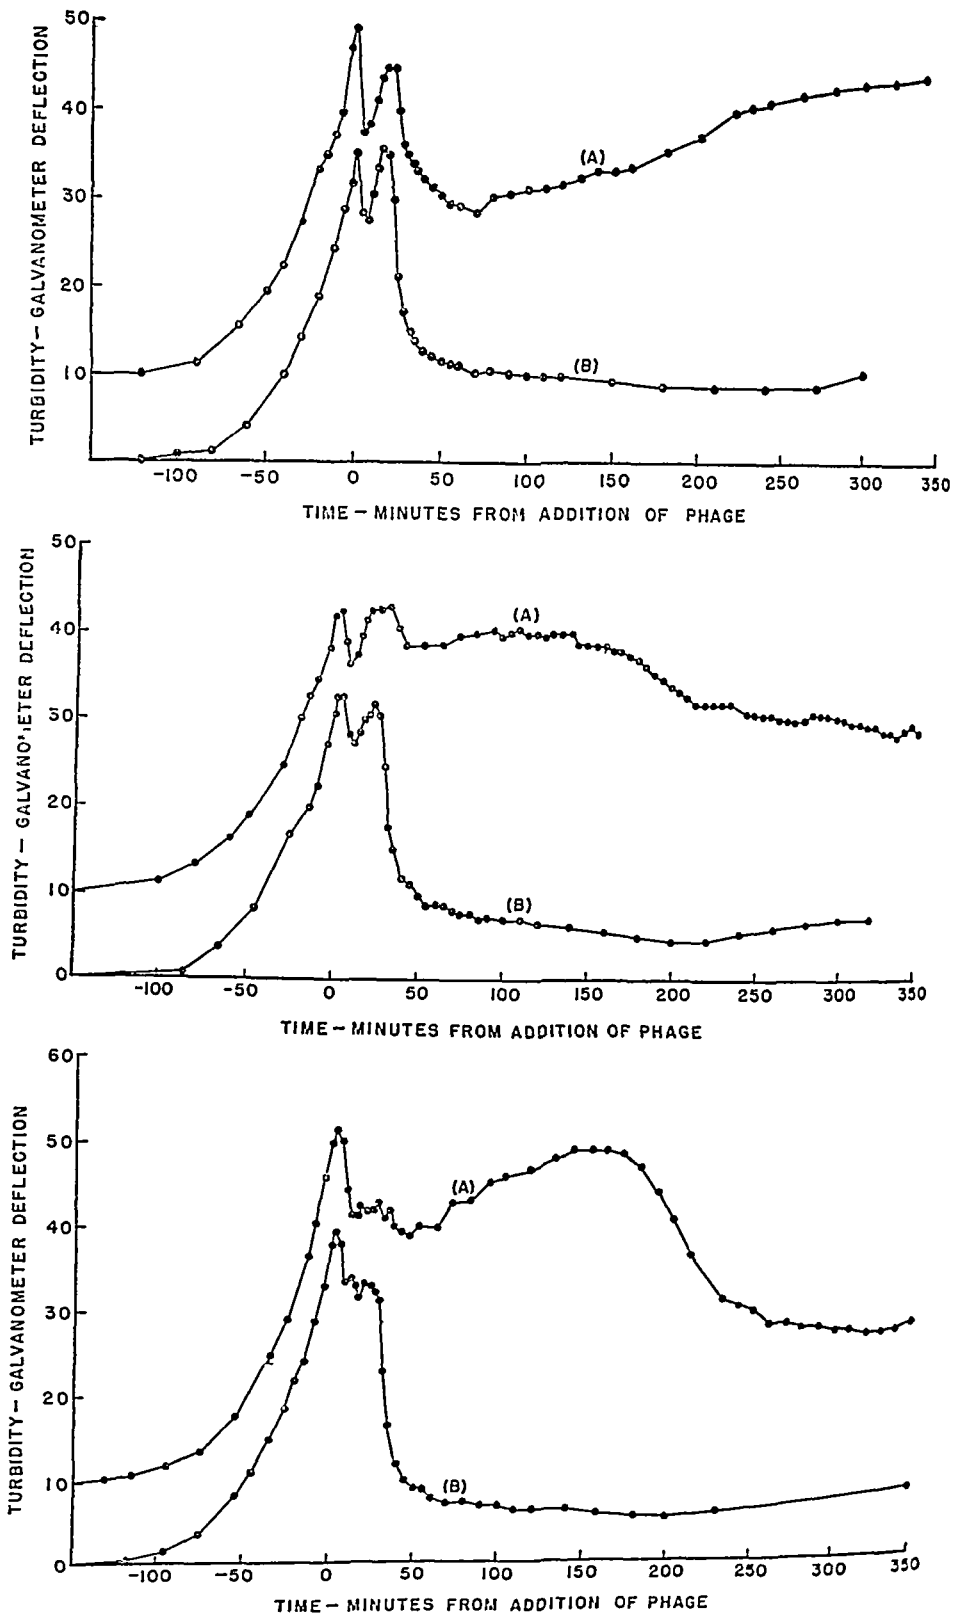 50
40
30
20
10
TURBIDITY – GALVANOMETER DEFLECTION
(A)
(B)
-100 -50 0 50 100 150 200 250 300 350
TIME – MINUTES FROM ADDITION OF PHAGE
50
40
30
20
10
0
TURBIDITY – GALVANOMETER DEFLECTION
(A)
(B)
-100 -50 0 50 100 150 200 250 300 350
TIME – MINUTES FROM ADDITION OF PHAGE
60
50
40
30
20
10
0
TURBIDITY – GALVANOMETER DEFLECTION
(A)
(B)
-100 -50 0 50 100 150 200 250 300 350
TIME – MINUTES FROM ADDITION OF PHAGE